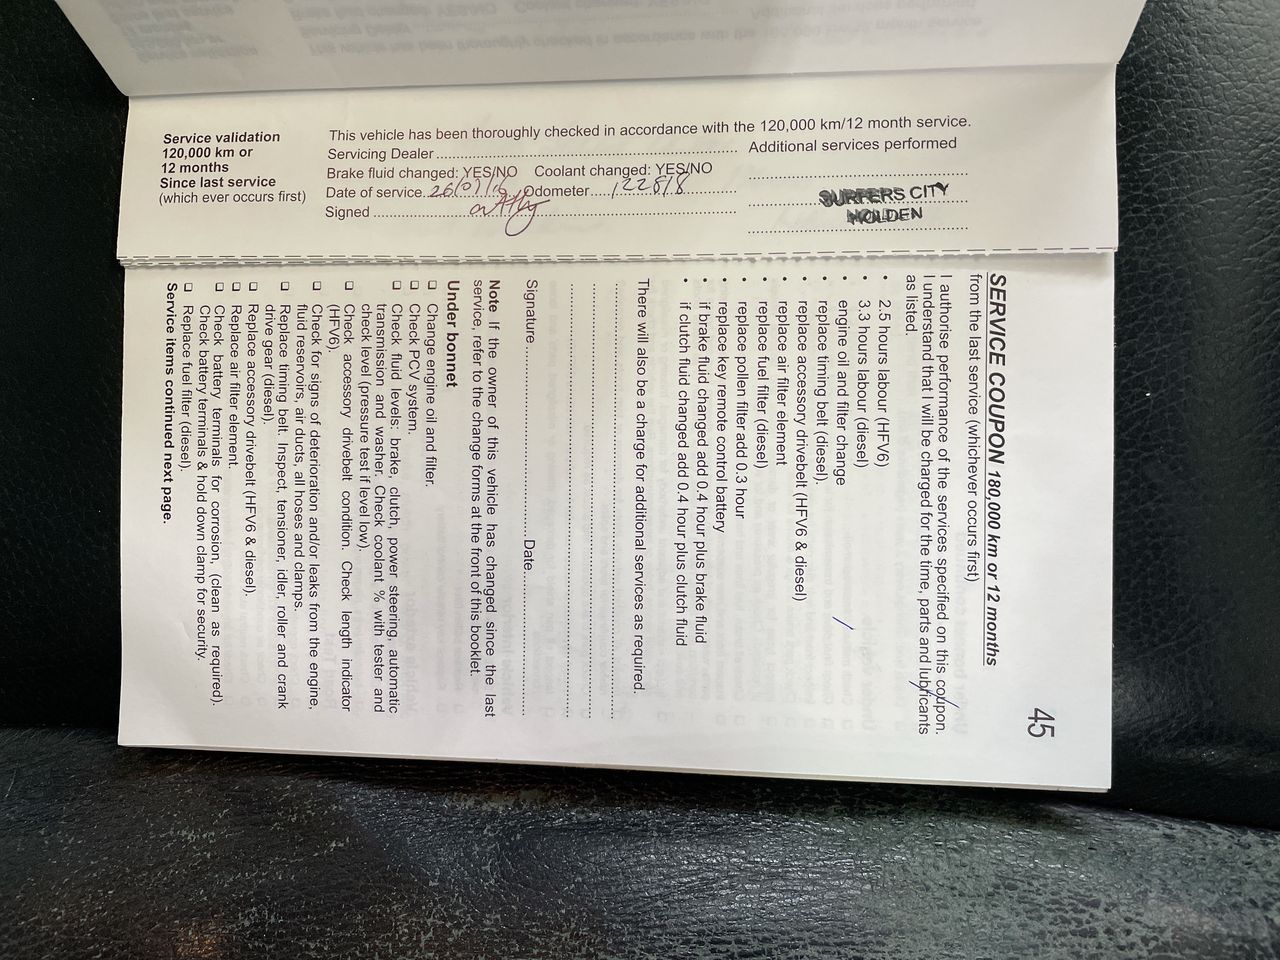 Service validation
120,000 km or
12 months
Since last service
(which ever occurs first)
This vehicle has been thoroughly checked in accordance with the 120,000 km/12 month service.
Servicing Dealer
Brake fluid changed: YES/NO Coolant changed: YES/NO
Date of service Odometer 122818
Signed
Additional services performed
SURFERS CITY
HOLDEN
45
SERVICE COUPON 180,000 km or 12 months
from the last service (whichever occurs first)
I authorise performance of the services specified on this coupon.
I understand that I will be charged for the time, parts and lubricants
as listed.
• 2.5 hours labour (HFV6)
• 3.3 hours labour (diesel)
• engine oil and filter change
• replace timing belt (diesel).
• replace accessory drivebelt (HFV6 & diesel)
• replace air filter element
• replace fuel filter (diesel)
• replace pollen filter add 0.3 hour
• replace key remote control battery
• if brake fluid changed add 0.4 hour plus brake fluid
• if clutch fluid changed add 0.4 hour plus clutch fluid
There will also be a charge for additional services as required.
Signature Date
Note If the owner of this vehicle has changed since the last
service, refer to the change forms at the front of this booklet.
Under bonnet
❑ Change engine oil and filter.
❑ Check PCV system.
❑ Check fluid levels: brake, clutch, power steering, automatic
transmission and washer. Check coolant % with tester and
check level (pressure test if level low).
❑ Check accessory drivebelt condition. Check length indicator
(HFV6).
❑ Check for signs of deterioration and/or leaks from the engine,
fluid reservoirs, air ducts, all hoses and clamps.
❑ Replace timing belt. Inspect, tensioner, idler, roller and crank
drive gear (diesel).
❑ Replace accessory drivebelt (HFV6 & diesel).
❑ Replace air filter element.
❑ Check battery terminals for corrosion, (clean as required).
Check battery terminals & hold down clamp for security.
❑ Replace fuel filter (diesel).
Service items continued next page.